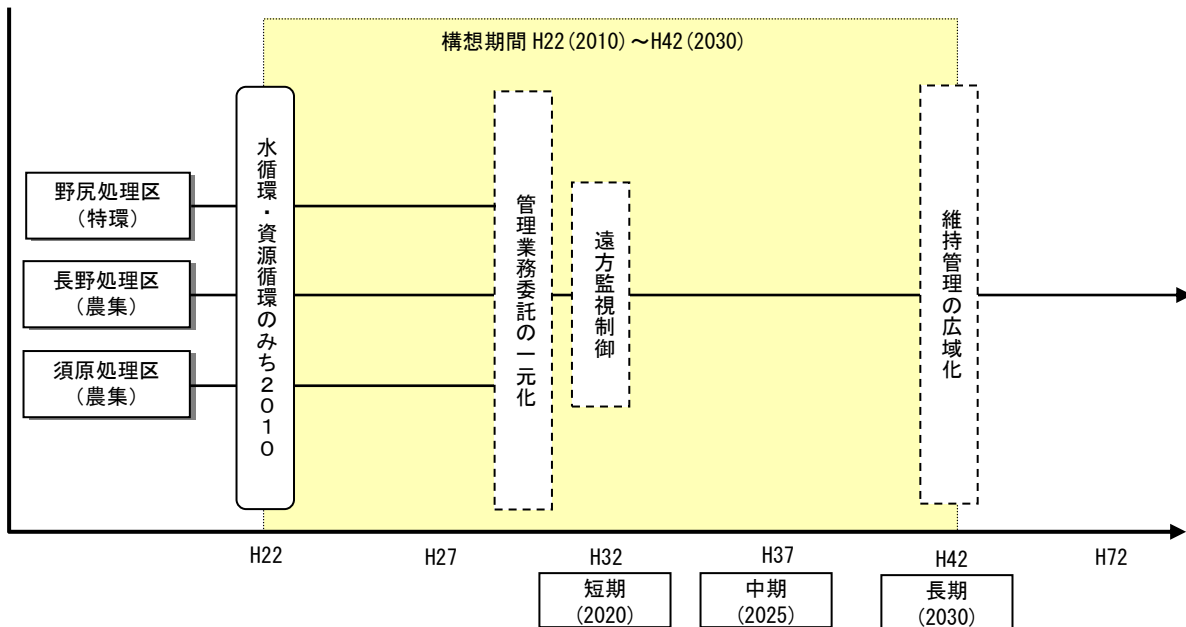 構想期間 H22(2010)～H42(2030)
野尻処理区
（特環）
長野処理区
（農集）
須原処理区
（農集）
水循環・資源循環のみち２０１０
管理業務委託の一元化
遠方監視制御
維持管理の広域化
H22
H27
H32
H37
H42
H72
短期
(2020)
中期
(2025)
長期
(2030)